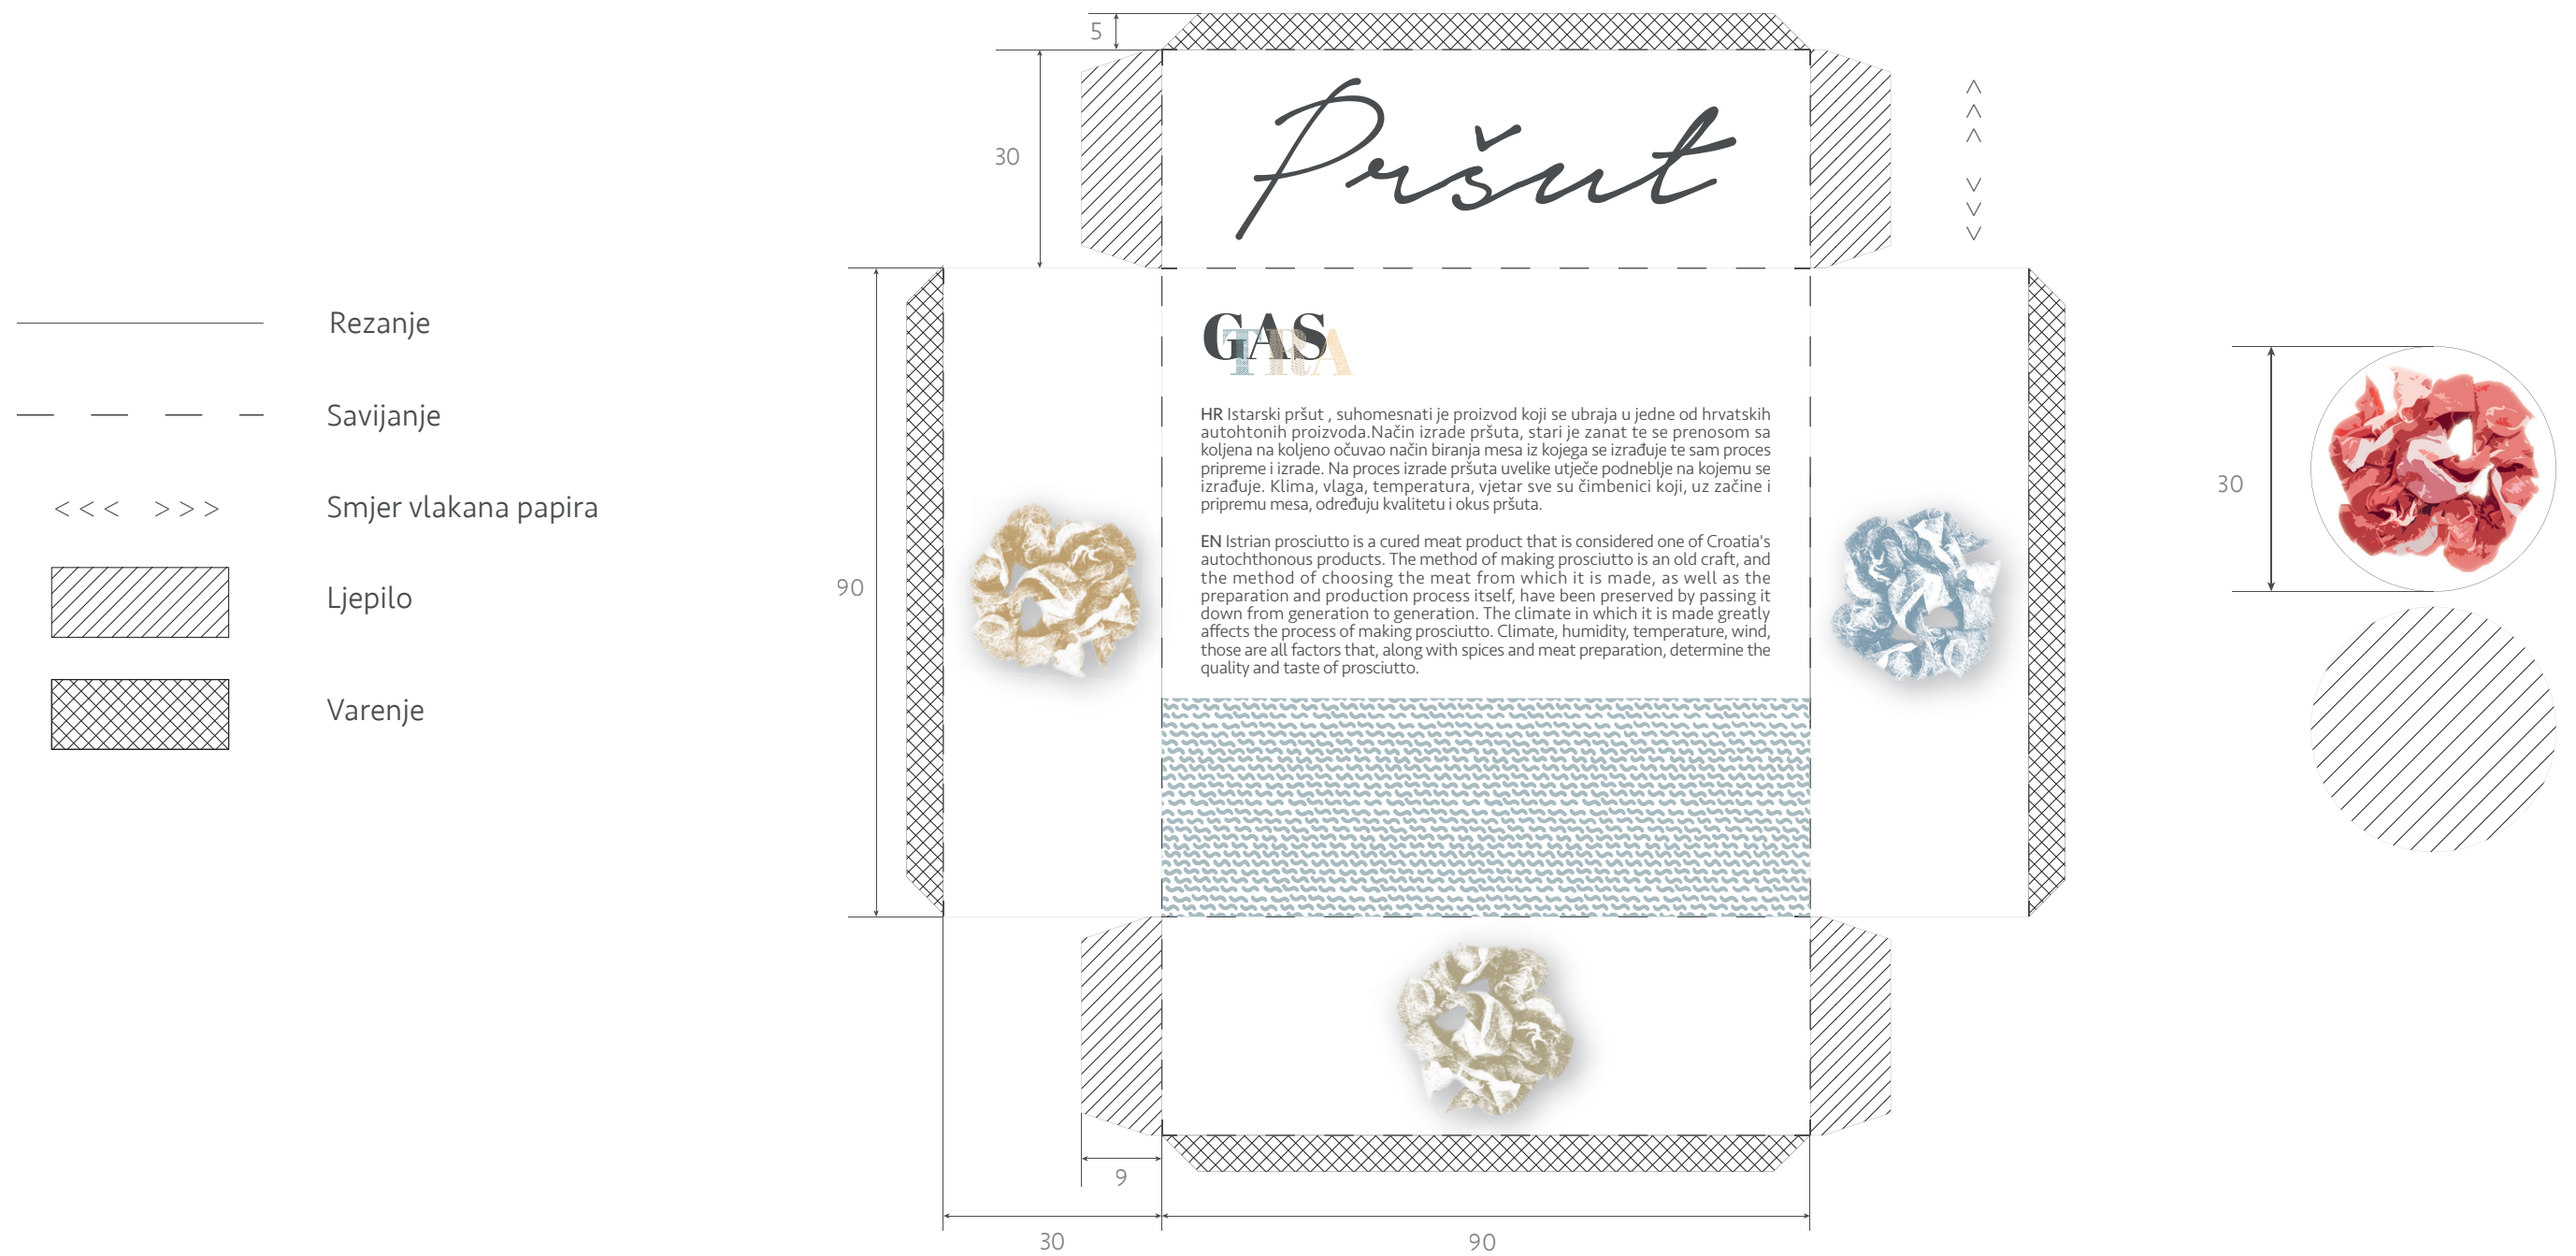 5
30
Pršut
GAS
TRA
Rezanje
Savijanje
<<< >>>
Smjer vlakana papira
Ljepilo
Varenje
90
HR Istarski pršut , suhomesnati je proizvod koji se ubraja u jedne od hrvatskih
autohtonih proizvoda.Način izrade pršuta, stari je zanat te se prenosom sa
koljena na koljeno očuvao način biranja mesa iz kojega se izrađuje te sam proces
pripreme i izrade. Na proces izrade pršuta uvelike utječe podneblje na kojemu se
izrađuje. Klima, vlaga, temperatura, vjetar sve su čimbenici koji, uz začine i
pripremu mesa, određuju kvalitetu i okus pršuta.
EN Istrian prosciutto is a cured meat product that is considered one of Croatia's
autochthonous products. The method of making prosciutto is an old craft, and
the method of choosing the meat from which it is made, as well as the
preparation and production process itself, have been preserved by passing it
down from generation to generation. The climate in which it is made greatly
affects the process of making prosciutto. Climate, humidity, temperature, wind,
those are all factors that, along with spices and meat preparation, determine the
quality and taste of prosciutto.
30
9
30
90